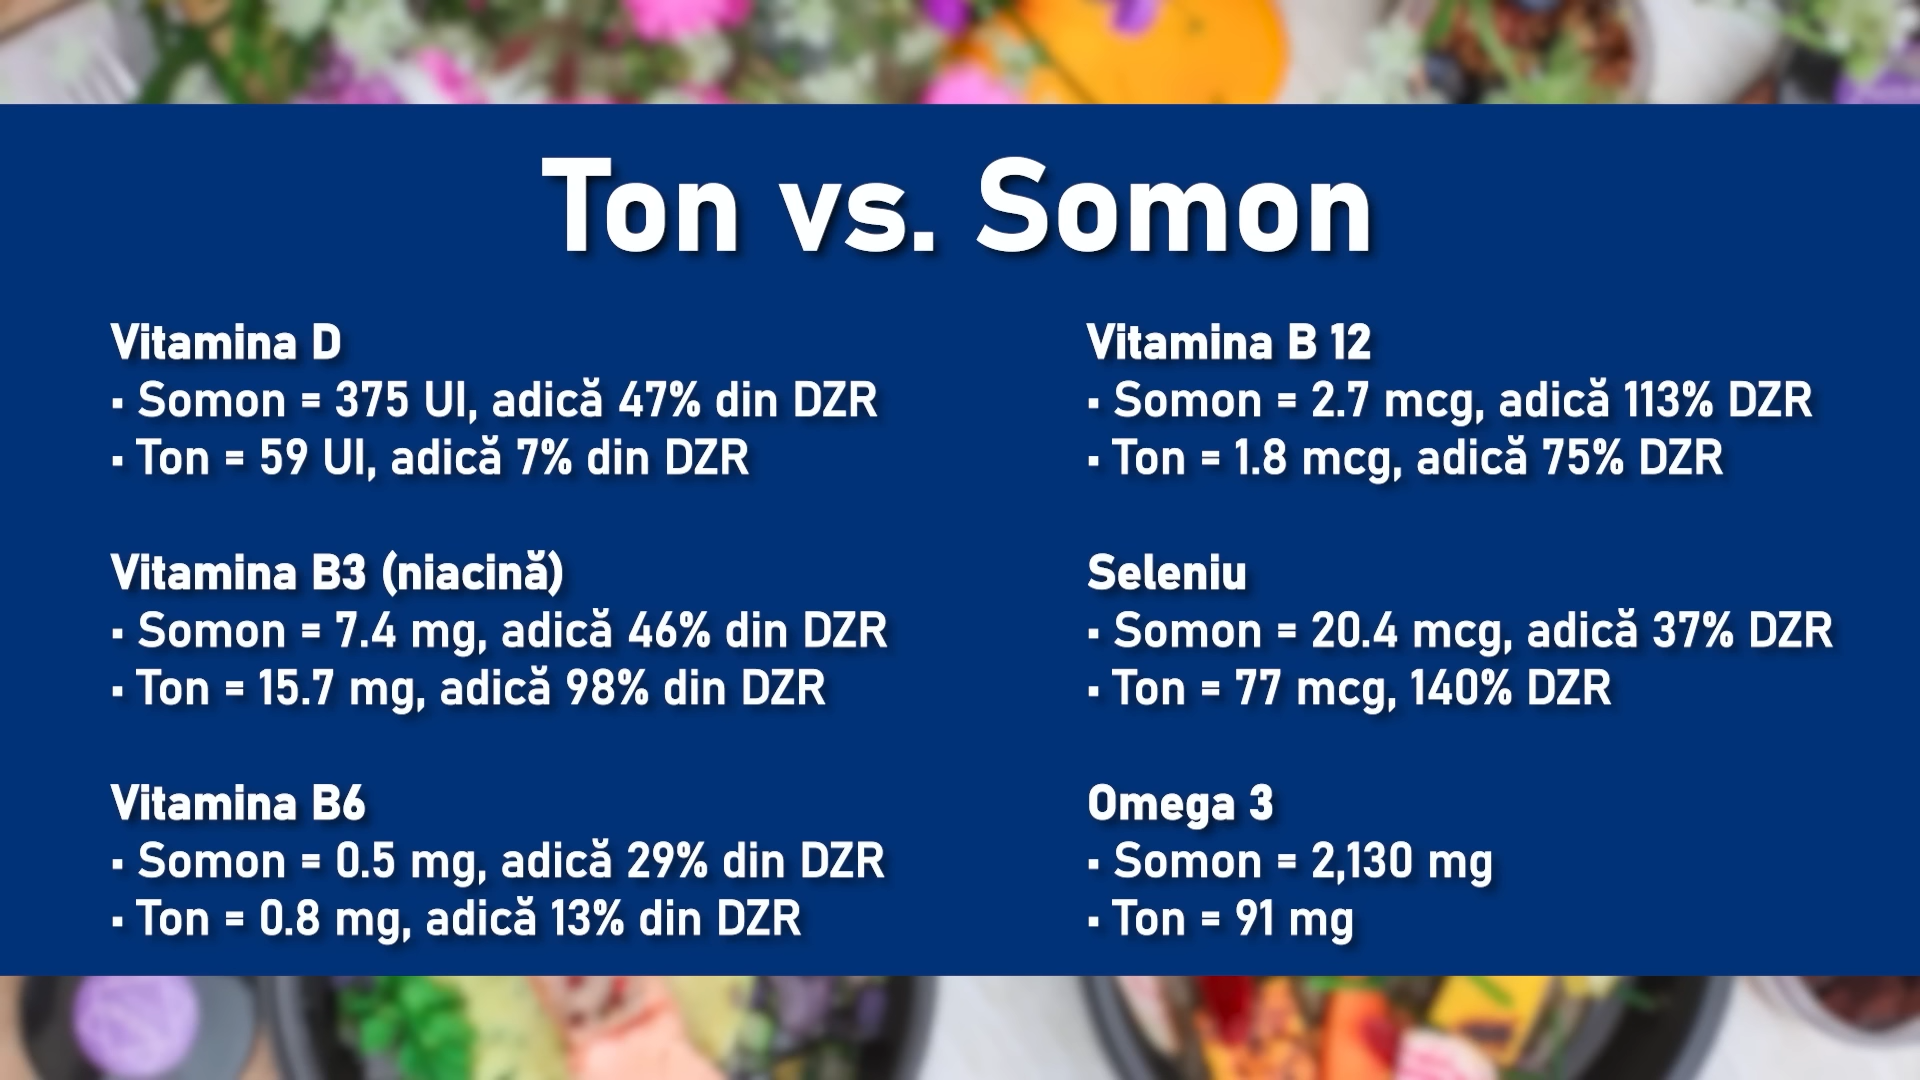 Ton vs. Somon
Vitamina D
▪ Somon = 375 UI, adică 47% din DZR
▪ Ton = 59 UI, adică 7% din DZR
Vitamina B3 (niacină)
▪ Somon = 7.4 mg, adică 46% din DZR
▪ Ton = 15.7 mg, adică 98% din DZR
Vitamina B6
▪ Somon = 0.5 mg, adică 29% din DZR
▪ Ton = 0.8 mg, adică 13% din DZR
Vitamina B 12
▪ Somon = 2.7 mcg, adică 113% DZR
▪ Ton = 1.8 mcg, adică 75% DZR
Seleniu
▪ Somon = 20.4 mcg, adică 37% DZR
▪ Ton = 77 mcg, 140% DZR
Omega 3
▪ Somon = 2,130 mg
▪ Ton = 91 mg